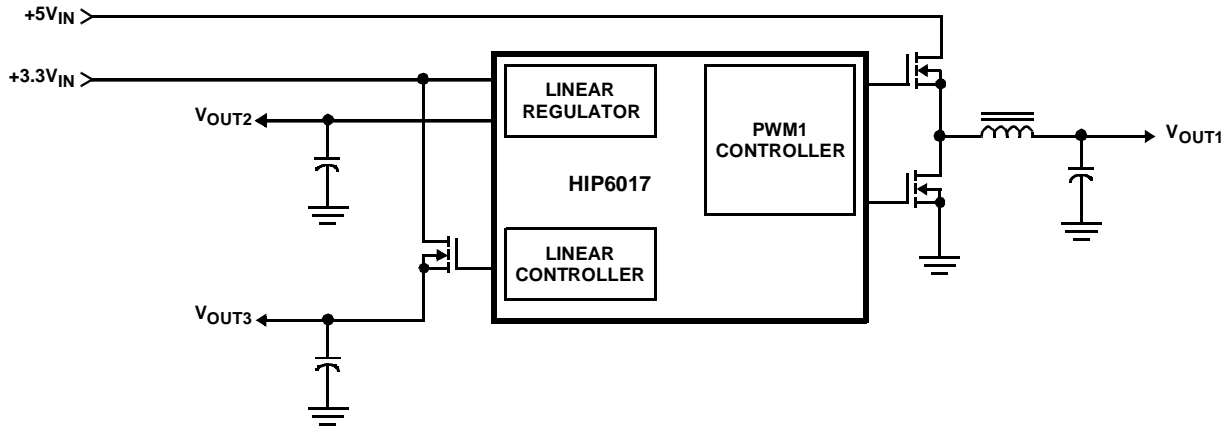 +5VIN
+3.3VIN
VOUT2
LINEAR
REGULATOR
PWM1
CONTROLLER
VOUT1
HIP6017
LINEAR
CONTROLLER
VOUT3